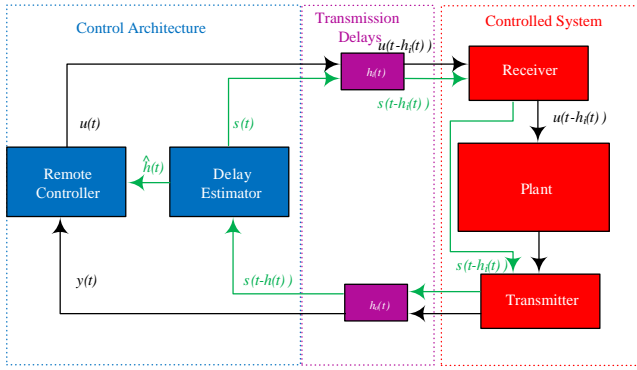 Control Architecture
Transmission
Delays
Controlled System
u(t-hᵢ(t))
hᵢ(t)
Receiver
s(t)
s(t-hᵢ(t))
u(t)
u(t-hᵢ(t))
Remote
Controller
ĥ(t)
Delay
Estimator
Plant
y(t)
s(t-h(t))
s(t-hᵢ(t))
hₒ(t)
Transmitter